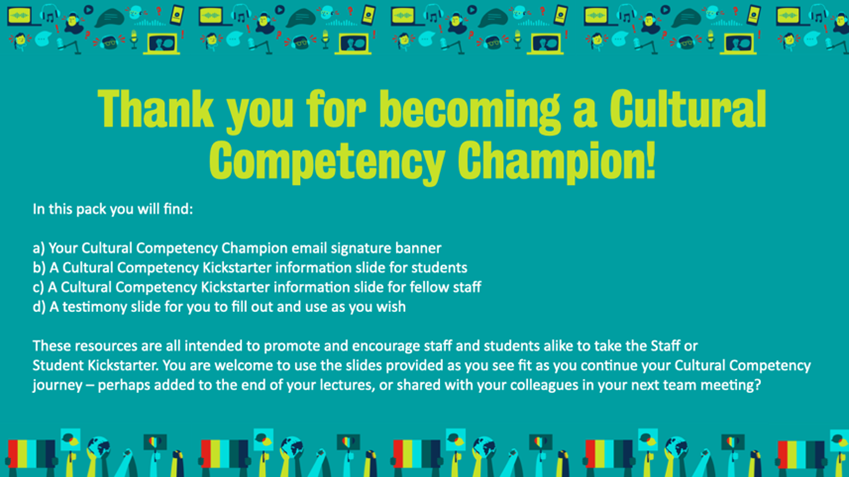 Thank you for becoming a Cultural
Competency Champion!
In this pack you will find:
a) Your Cultural Competency Champion email signature banner
b) A Cultural Competency Kickstarter information slide for students
c) A Cultural Competency Kickstarter information slide for fellow staff
d) A testimony slide for you to fill out and use as you wish
These resources are all intended to promote and encourage staff and students alike to take the Staff or
Student Kickstarter. You are welcome to use the slides provided as you see fit as you continue your Cultural Competency
journey – perhaps added to the end of your lectures, or shared with your colleagues in your next team meeting?